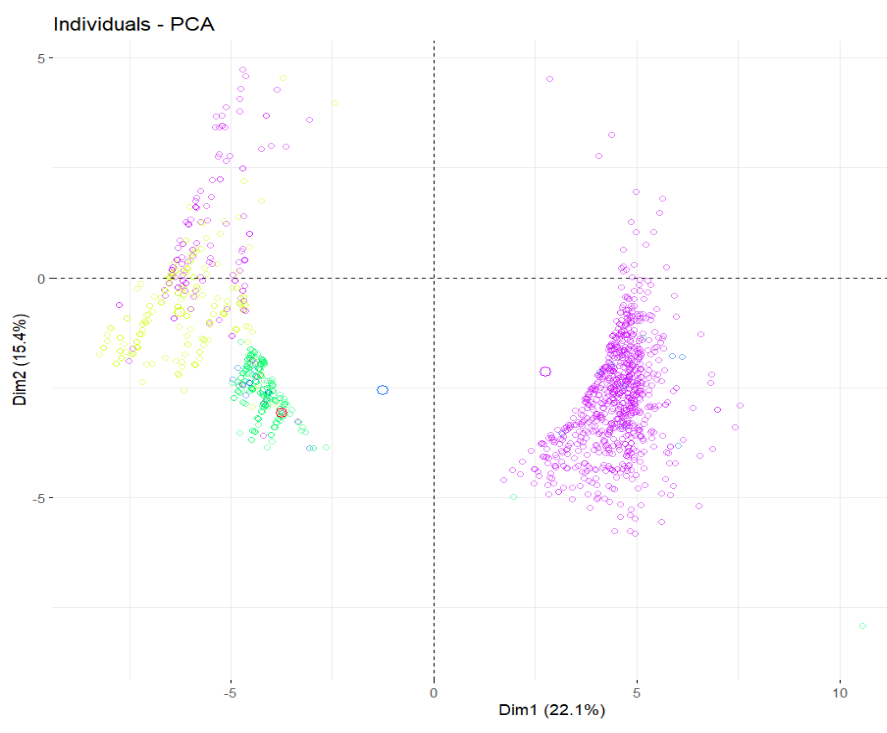 Individuals - PCA
5
0
-5
Dim2 (15.4%)
-5
0
5
10
Dim1 (22.1%)